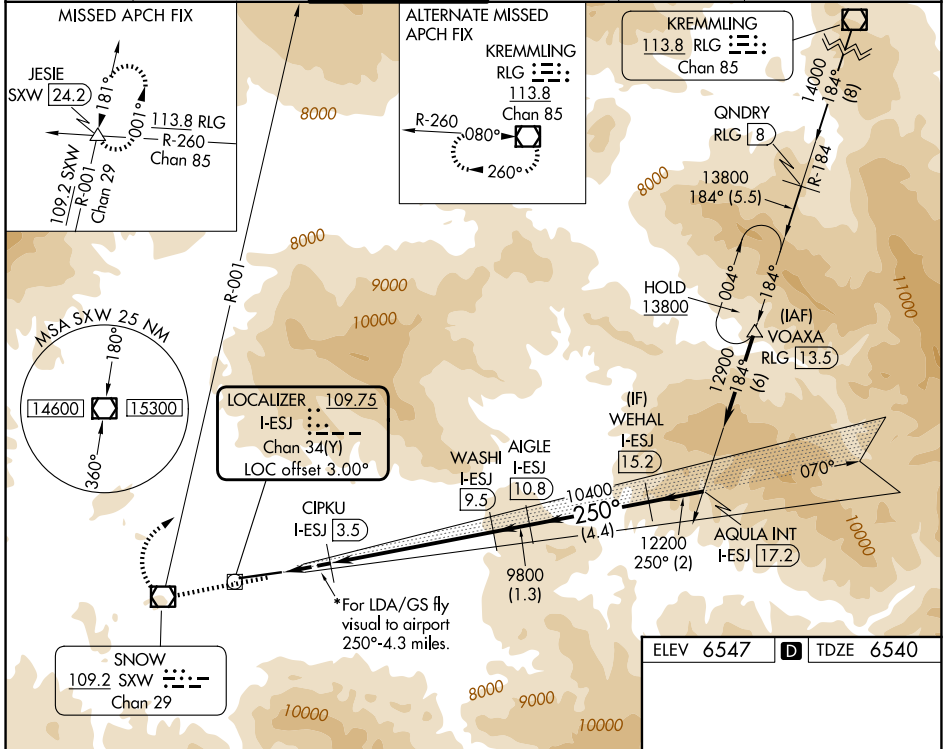 MISSED APCH FIX
JESIE
SXW 24.2
181°
001°
113.8 RLG
R-260
Chan 85
109.2 SXW
R-001
Chan 29
ALTERNATE MISSED
APCH FIX
KREMMLING
RLG
113.8
Chan 85
R-260
080°
260°
KREMMLING
113.8 RLG
Chan 85
14000
184°
(8)
QNDRY
RLG 8
R-184
13800
184° (5.5)
8000
8000
8000
9000
10000
11000
R-001
HOLD
13800
004°
184°
(IAF)
VOAXA
RLG 13.5
12900
184°
(6)
MSA SXW 25 NM
180°
14600
15300
360°
LOCALIZER 109.75
I-ESJ
Chan 34(Y)
LOC offset 3.00°
(IF)
WEHAL
I-ESJ
15.2
WASHI
I-ESJ
9.5
AIGLE
I-ESJ
10.8
10400
250°
(4.4)
070°
CIPKU
I-ESJ 3.5
12200
250° (2)
AQULA INT
I-ESJ 17.2
10000
9800
(1.3)
*For LDA/GS fly
visual to airport
250°-4.3 miles.
SNOW
109.2 SXW
Chan 29
ELEV 6547 D TDZE 6540
8000
9000
10000
10000